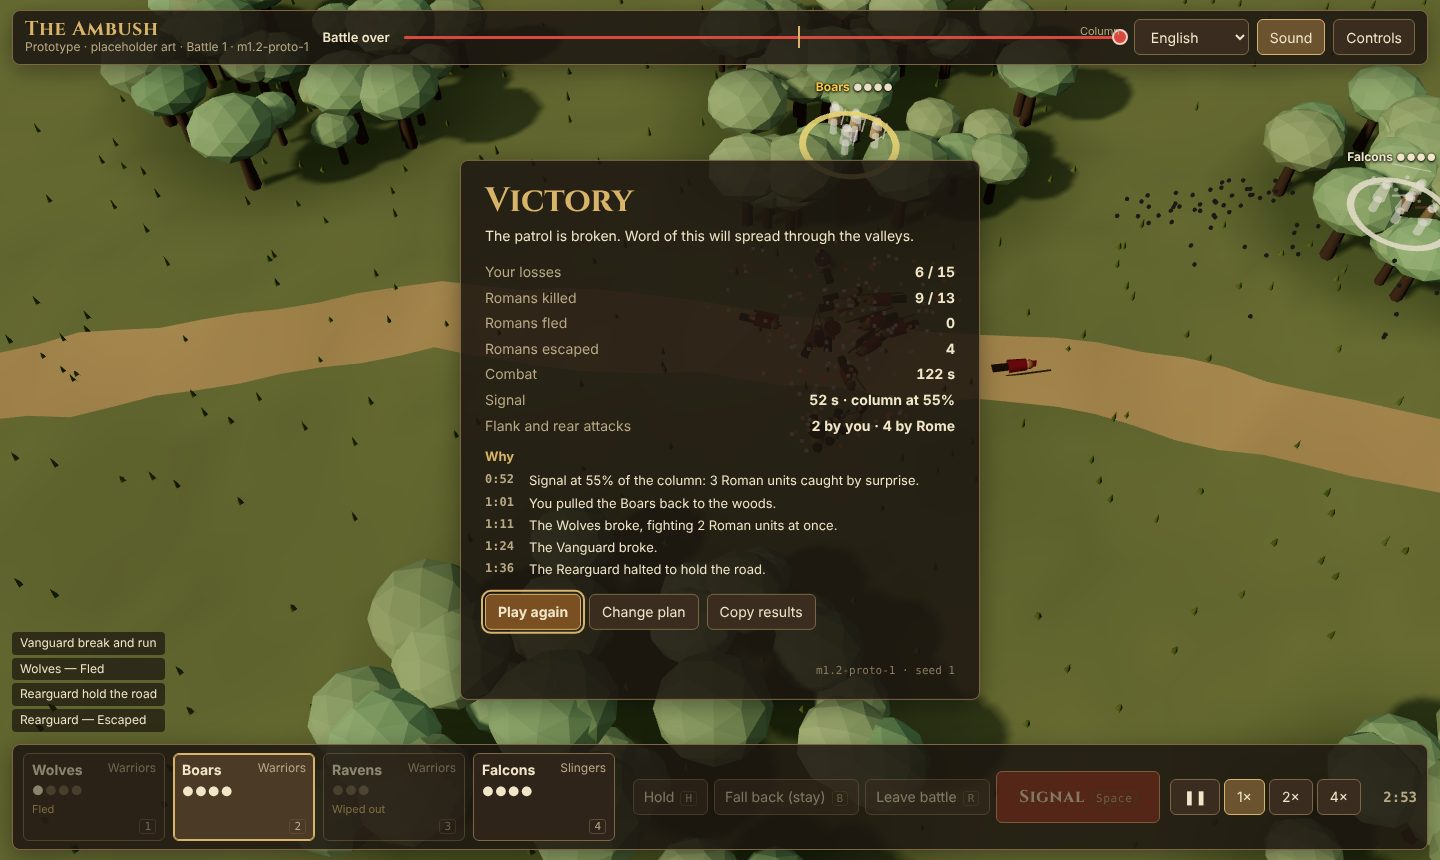 The Ambush
Prototype · placeholder art · Battle 1 · m1.2-proto-1
Battle over
English
Sound
Controls
Boars
Falcons
Victory
The patrol is broken. Word of this will spread through the valleys.
Your losses 6 / 15
Romans killed 9 / 13
Romans fled 0
Romans escaped 4
Combat 122 s
Signal 52 s · column at 55%
Flank and rear attacks 2 by you · 4 by Rome
Why
0:52 Signal at 55% of the column: 3 Roman units caught by surprise.
1:01 You pulled the Boars back to the woods.
1:11 The Wolves broke, fighting 2 Roman units at once.
1:24 The Vanguard broke.
1:36 The Rearguard halted to hold the road.
Play again
Change plan
Copy results
m1.2-proto-1 · seed 1
Vanguard break and run
Wolves — Fled
Rearguard hold the road
Rearguard — Escaped
Wolves Warriors
Fled
1
Boars Warriors
2
Ravens Warriors
Wiped out
3
Falcons Slingers
4
Hold H
Fall back (stay) B
Leave battle R
Signal Space
1×
2×
4×
2:53